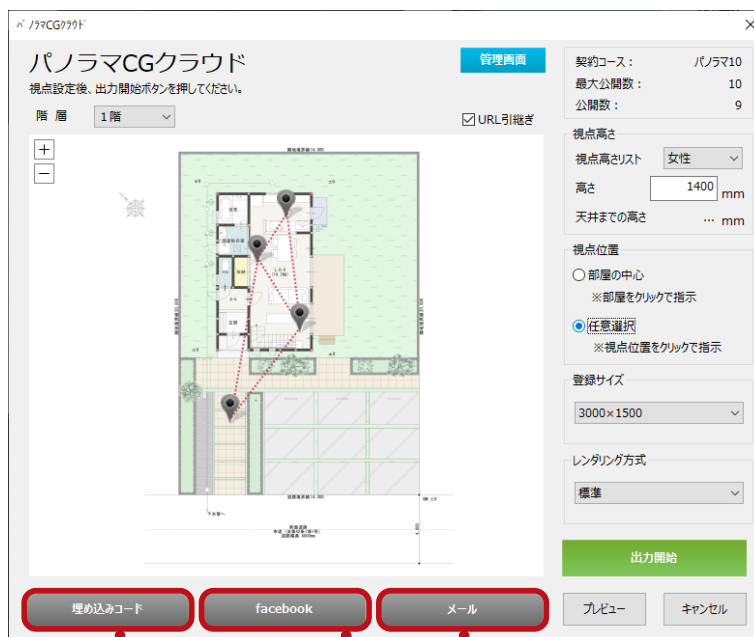 パノラマCGクラウド
パノラマCGクラウド
管理画面
視点設定後、出力開始ボタンを押してください。
階 層
1階
URL引継ぎ
+
-
契約コース：
パノラマ10
最大公開数：
10
公開数：
9
視点高さ
視点高さリスト
女性
高さ
1400
mm
天井までの高さ
… mm
視点位置
部屋の中心
※部屋をクリックで指示
任意選択
※視点位置をクリックで指示
登録サイズ
3000×1500
レンダリング方式
標準
出力開始
埋め込みコード
facebook
メール
プレビュー
キャンセル